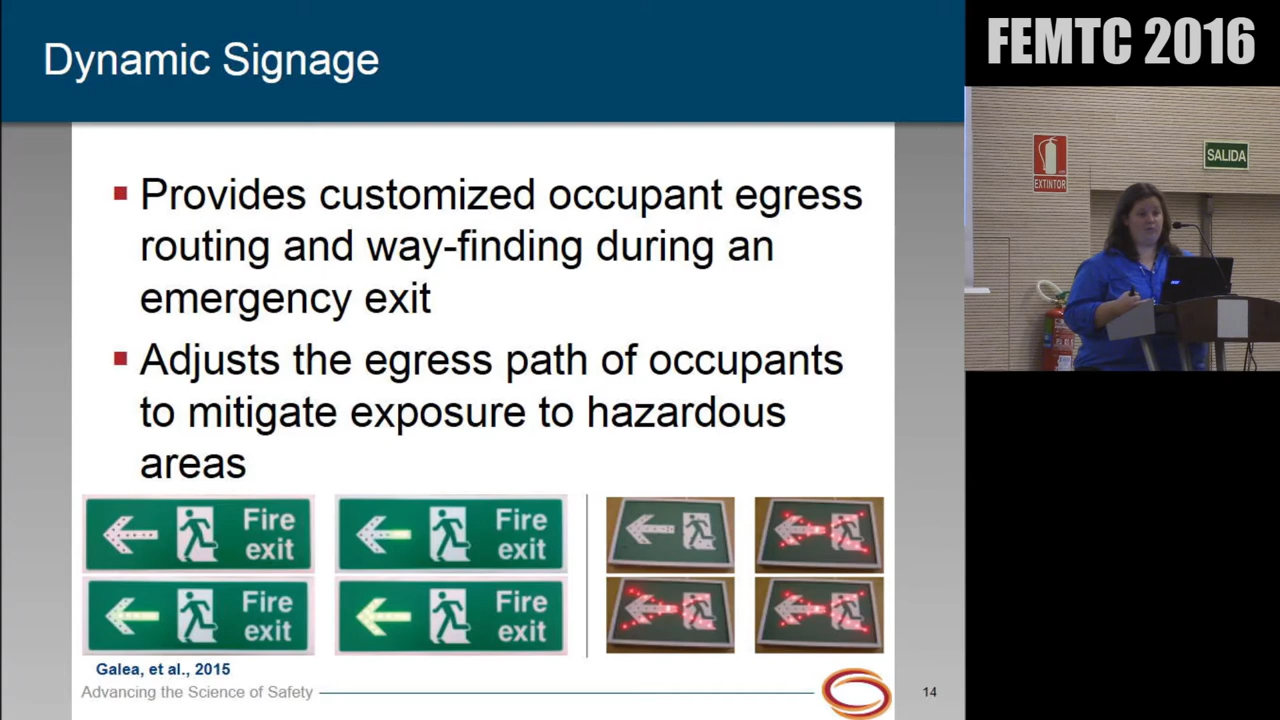 Dynamic Signage
FEMTC 2016
EXTINTOR
SALIDA
Provides customized occupant egress
routing and way-finding during an
emergency exit
Adjusts the egress path of occupants
to mitigate exposure to hazardous
areas
Fire
exit
Fire
exit
Fire
exit
Fire
exit
Galea, et al., 2015
Advancing the Science of Safety
14